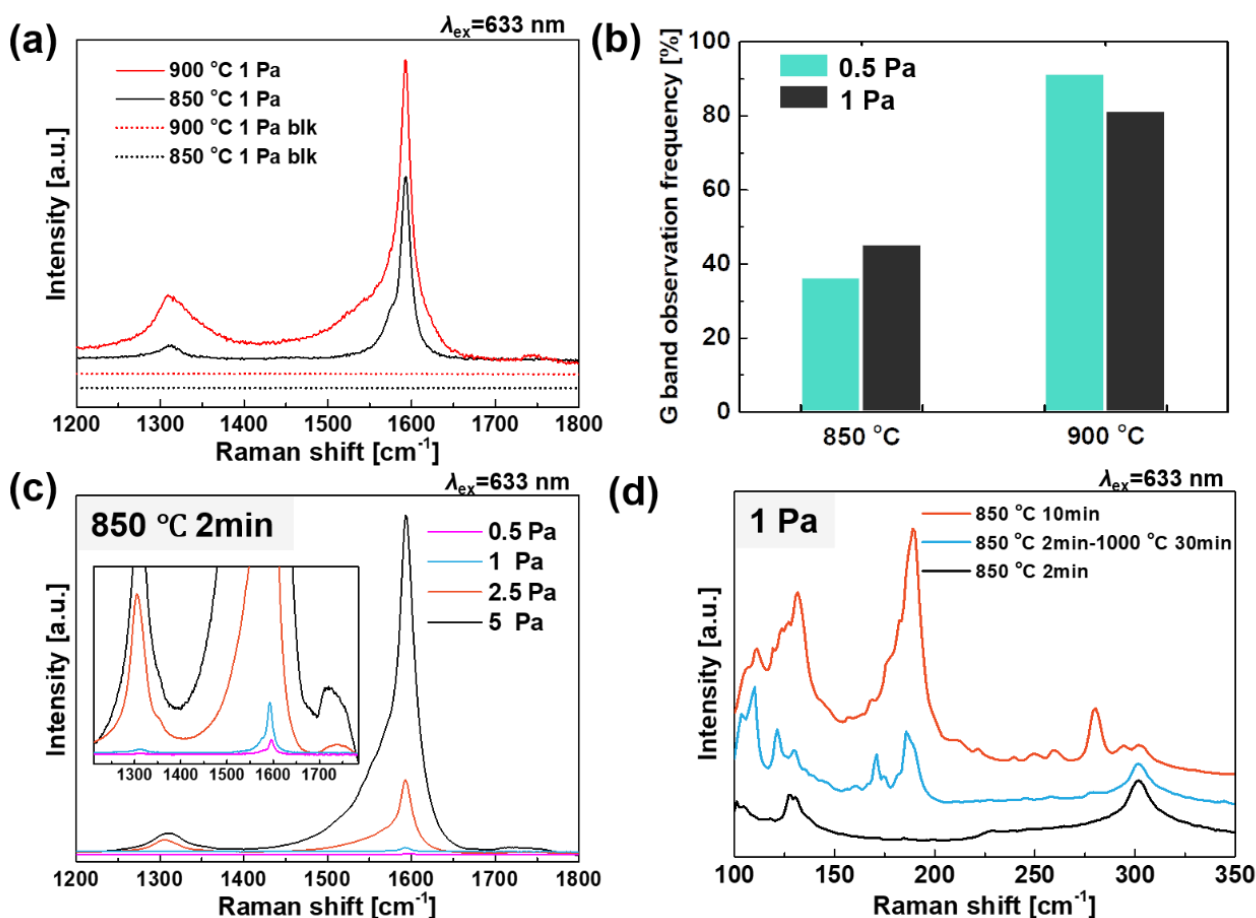 (a)
λex=633 nm
900 °C 1 Pa
850 °C 1 Pa
900 °C 1 Pa blk
850 °C 1 Pa blk
Intensity [a.u.]
1200 1300 1400 1500 1600 1700 1800
Raman shift [cm-1]
(b)
G band observation frequency [%]
100
80
60
40
20
0
0.5 Pa
1 Pa
850 °C
900 °C
(c)
λex=633 nm
850 ℃ 2min
0.5 Pa
1 Pa
2.5 Pa
5 Pa
1300 1400 1500 1600 1700
Intensity [a.u.]
1200 1300 1400 1500 1600 1700 1800
Raman shift [cm-1]
(d)
λex=633 nm
1 Pa
850 °C 10min
850 °C 2min-1000 °C 30min
850 °C 2min
Intensity [a.u.]
100 150 200 250 300 350
Raman shift [cm-1]